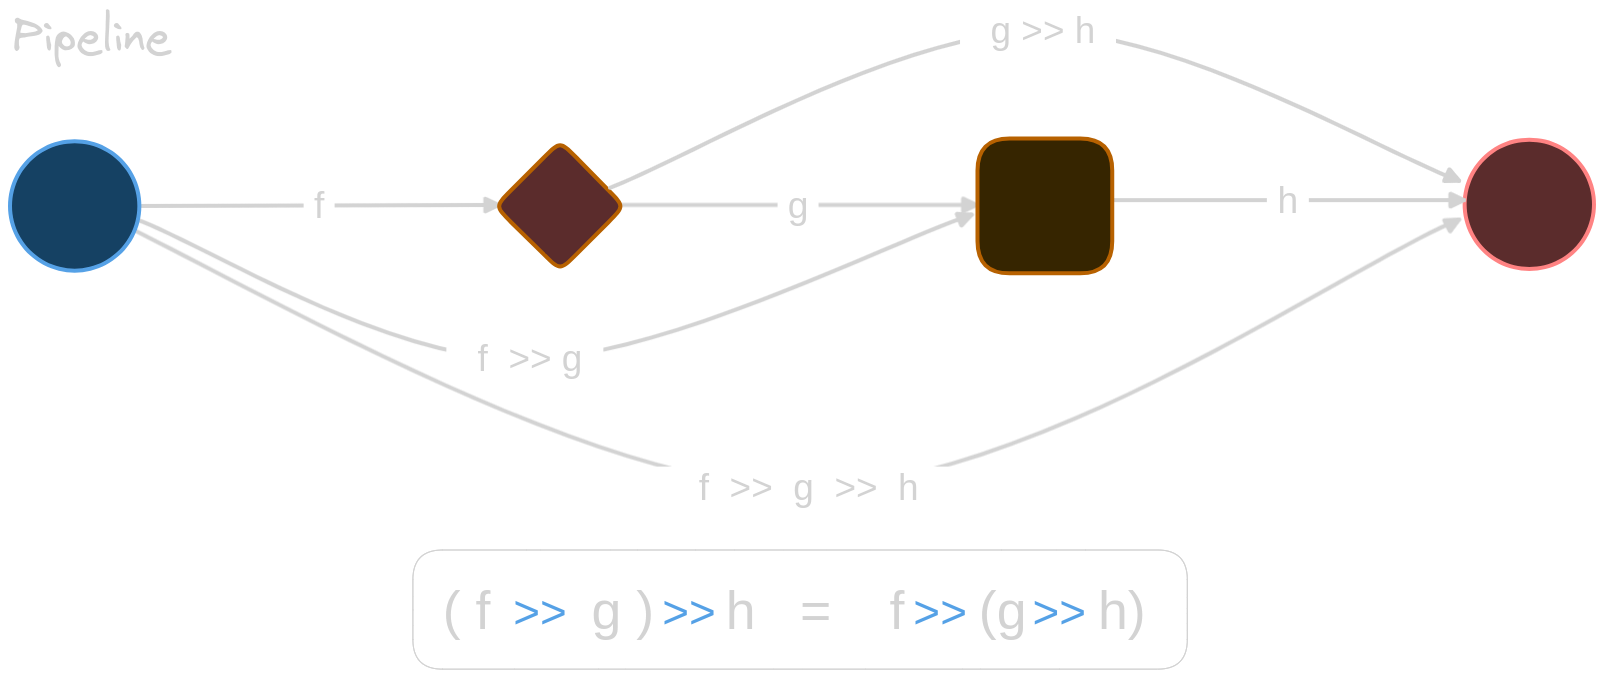 Pipeline
g >> h
f
g
h
f >> g
f >> g >> h
( f >> g ) >> h = f >> (g >> h)